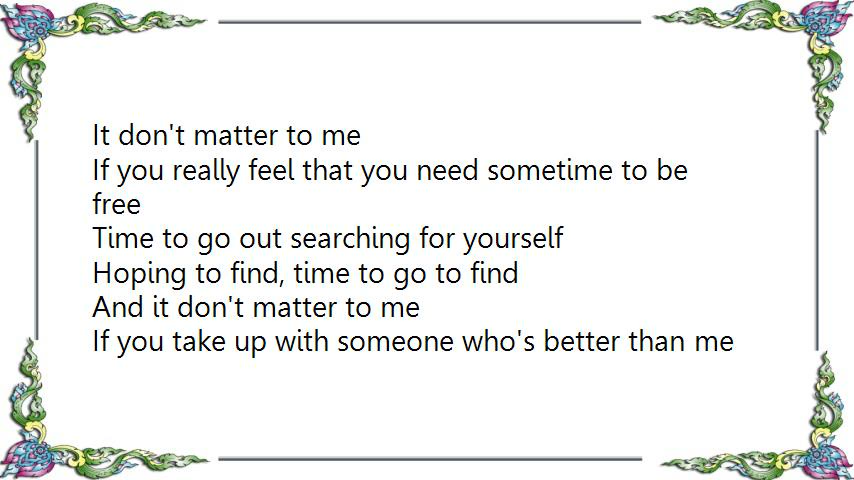 It don't matter to me
If you really feel that you need sometime to be
free
Time to go out searching for yourself
Hoping to find, time to go to find
And it don't matter to me
If you take up with someone who's better than me